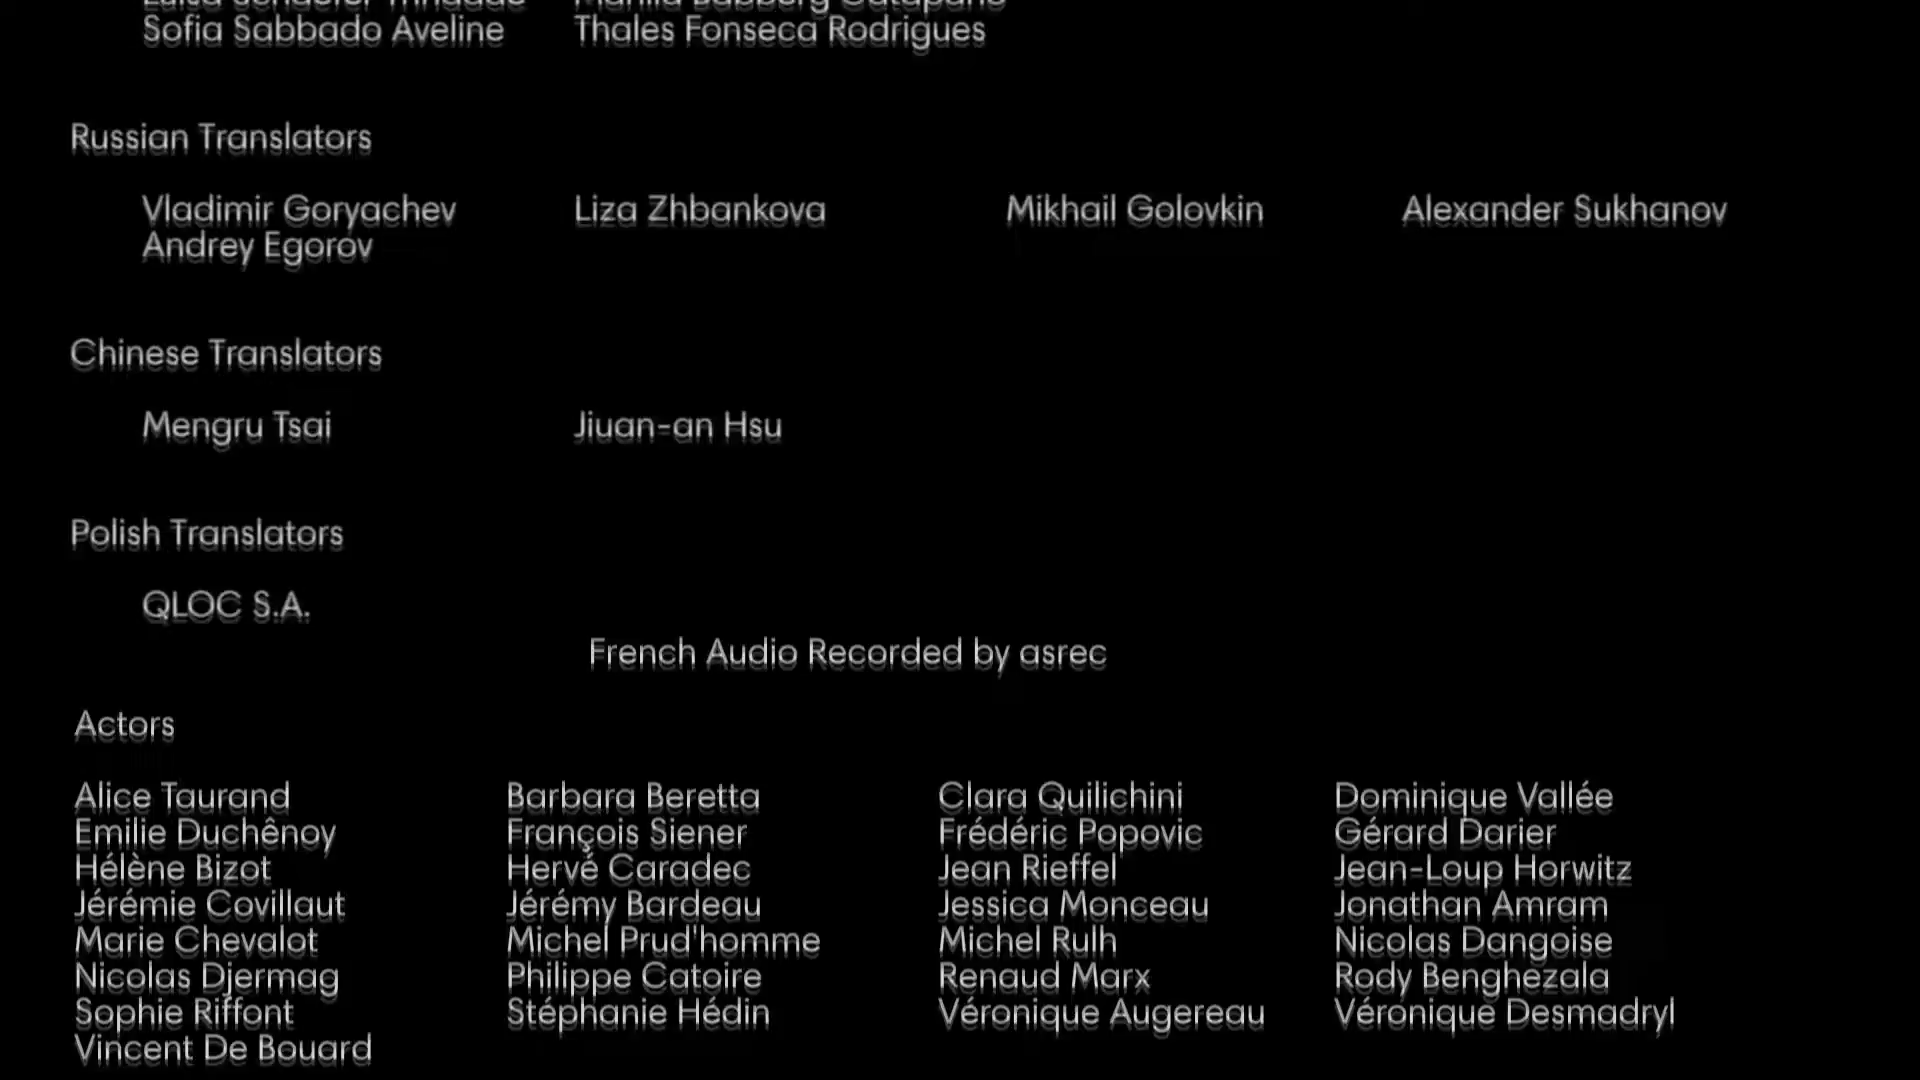 Sofia Sabbado Aveline Thales Fonseca Rodrigues
Russian Translators
Vladimir Goryachev Liza Zhbankova Mikhail Golovkin Alexander Sukhanov
Andrey Egorov
Chinese Translators
Mengru Tsai Jiuan-an Hsu
Polish Translators
QLOC S.A.
French Audio Recorded by asrec
Actors
Alice Taurand Barbara Beretta Clara Quilichini Dominique Vallée
Emilie Duchênoy François Siener Frédéric Popovic Gérard Darier
Hélène Bizot Hervé Caradec Jean Rieffel Jean-Loup Horwitz
Jérémie Covillaut Jérémy Bardeau Jessica Monceau Jonathan Amram
Marie Chevalot Michel Prud'homme Michel Rulh Nicolas Dangoise
Nicolas Djermag Philippe Catoire Renaud Marx Rody Benghezala
Sophie Riffont Stéphanie Hédin Véronique Augereau Véronique Desmadryl
Vincent De Bouard